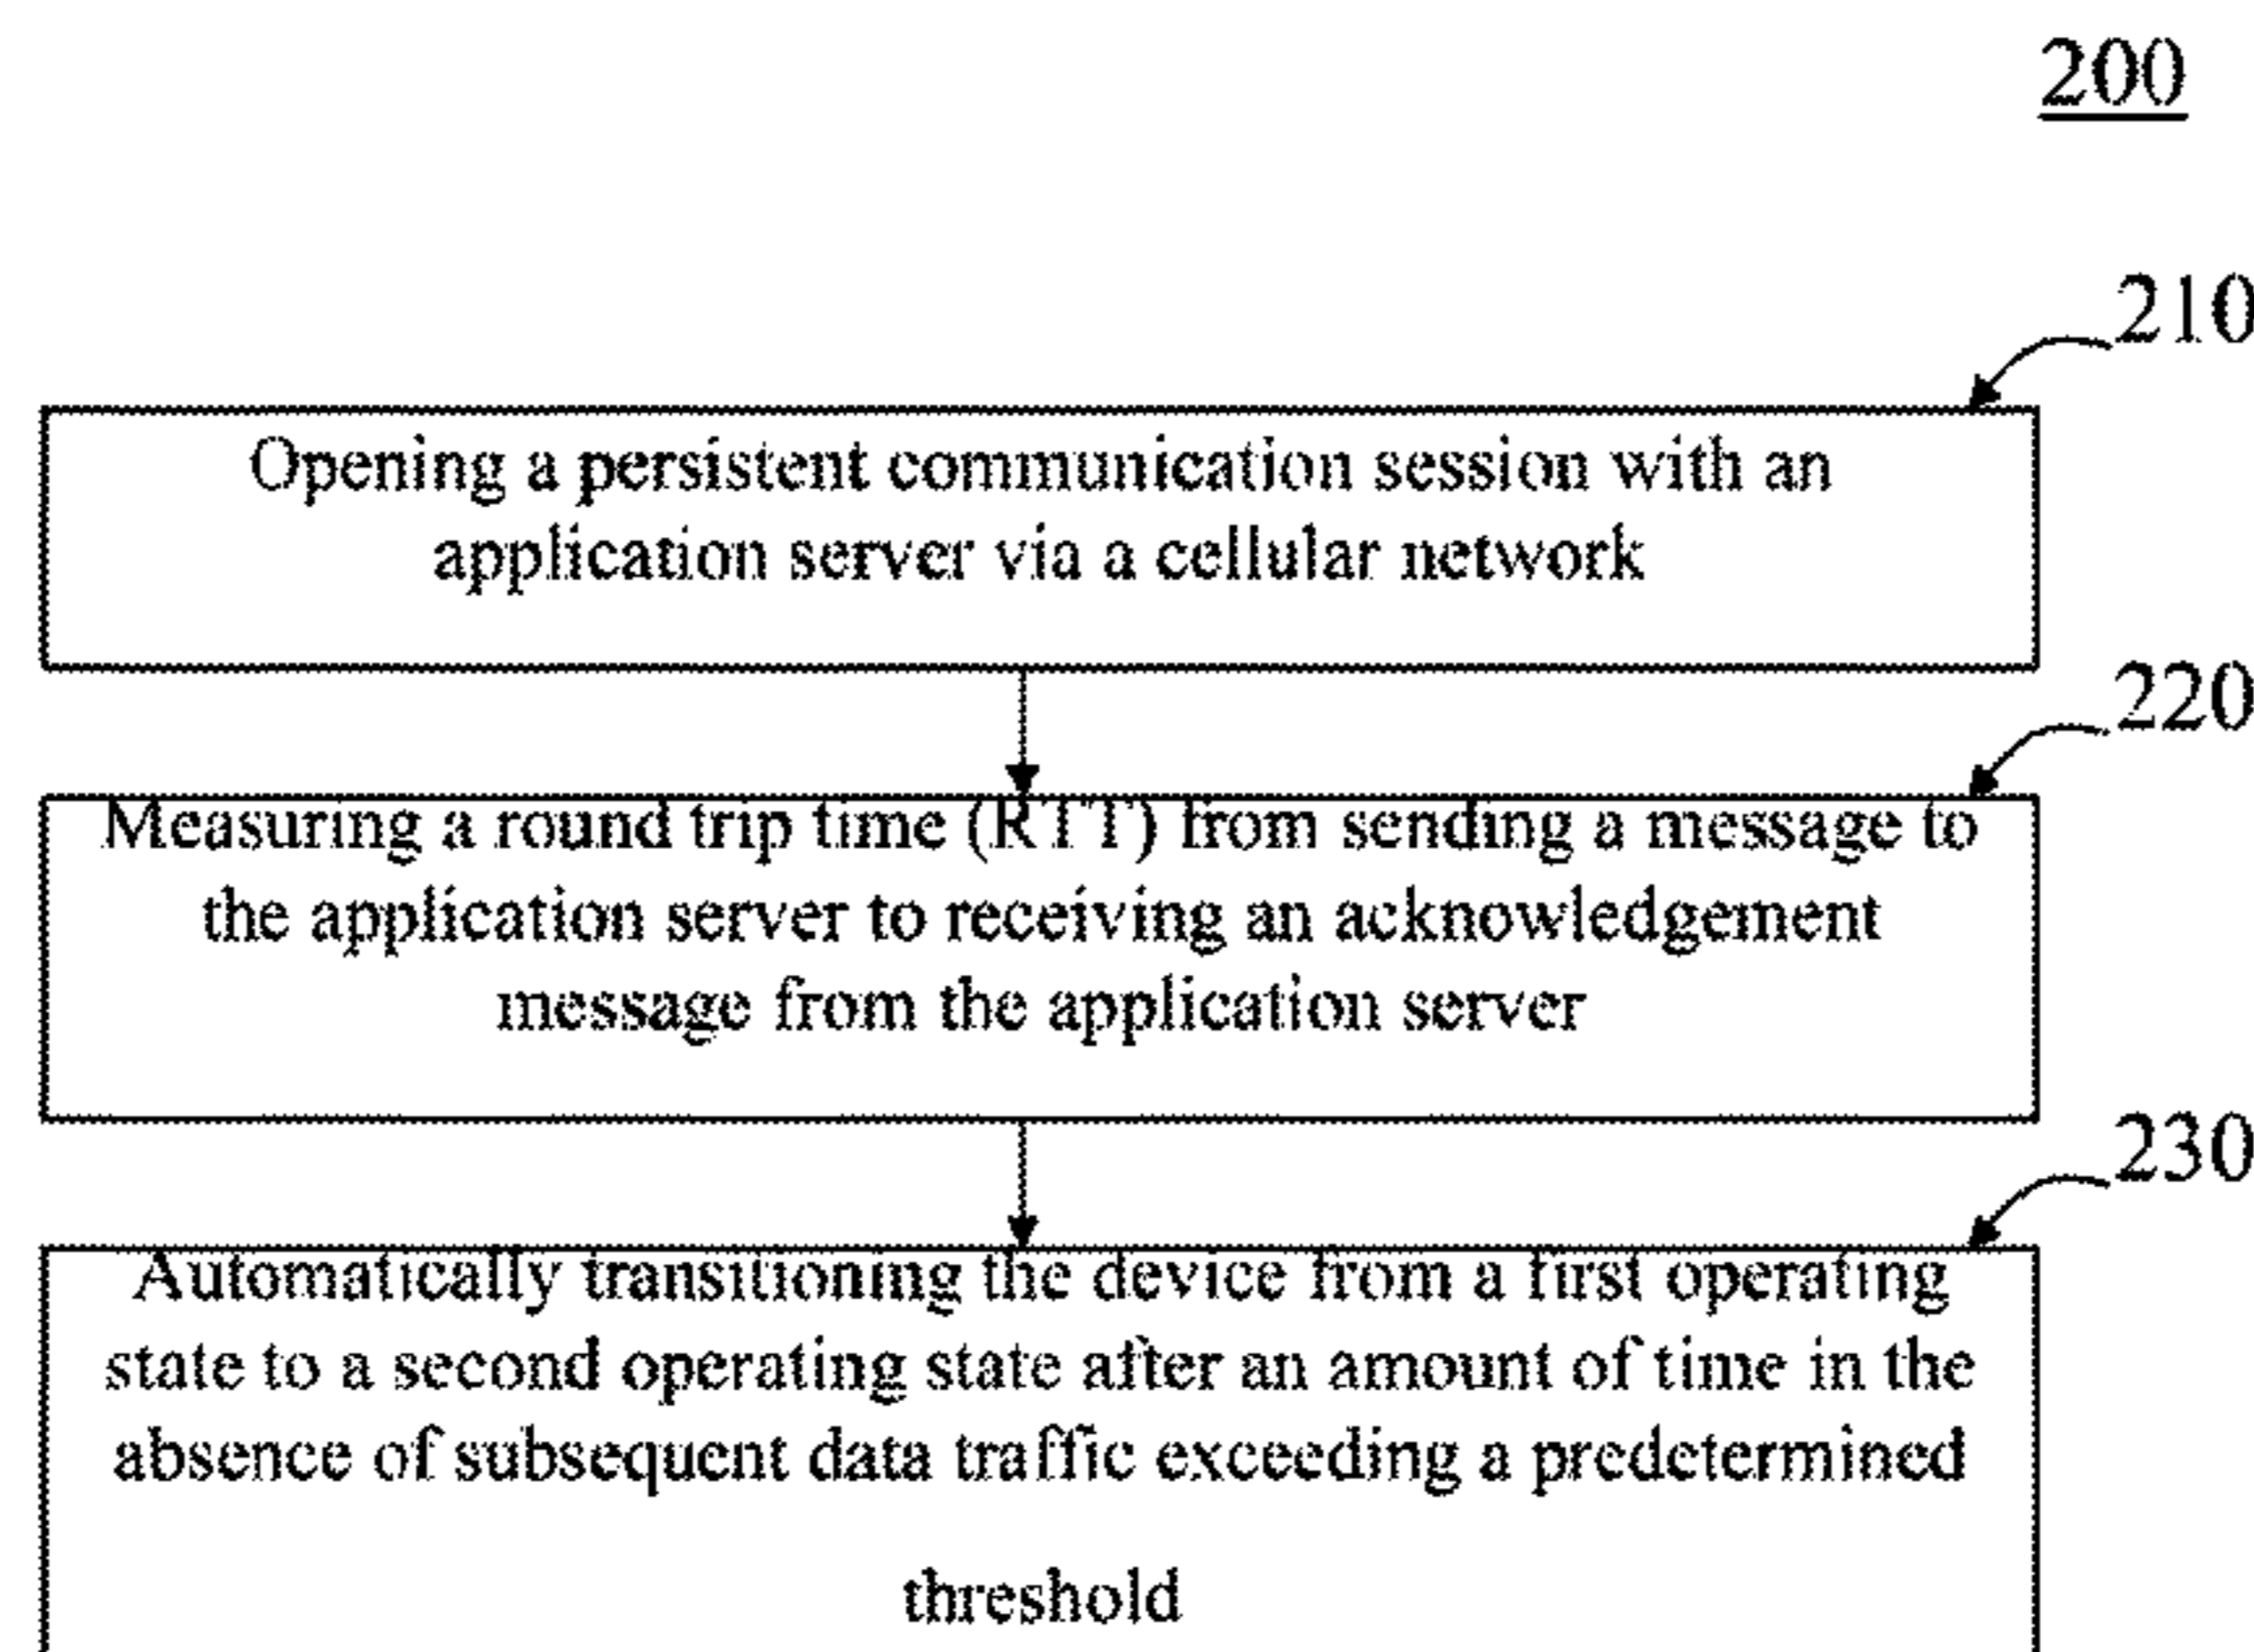 200
210
Opening a persistent communication session with an
application server via a cellular network
220
Measuring a round trip time (RTT) from sending a message to
the application server to receiving an acknowledgement
message from the application server
230
Automatically transitioning the device from a first operating
state to a second operating state after an amount of time in the
absence of subsequent data traffic exceeding a predetermined
threshold